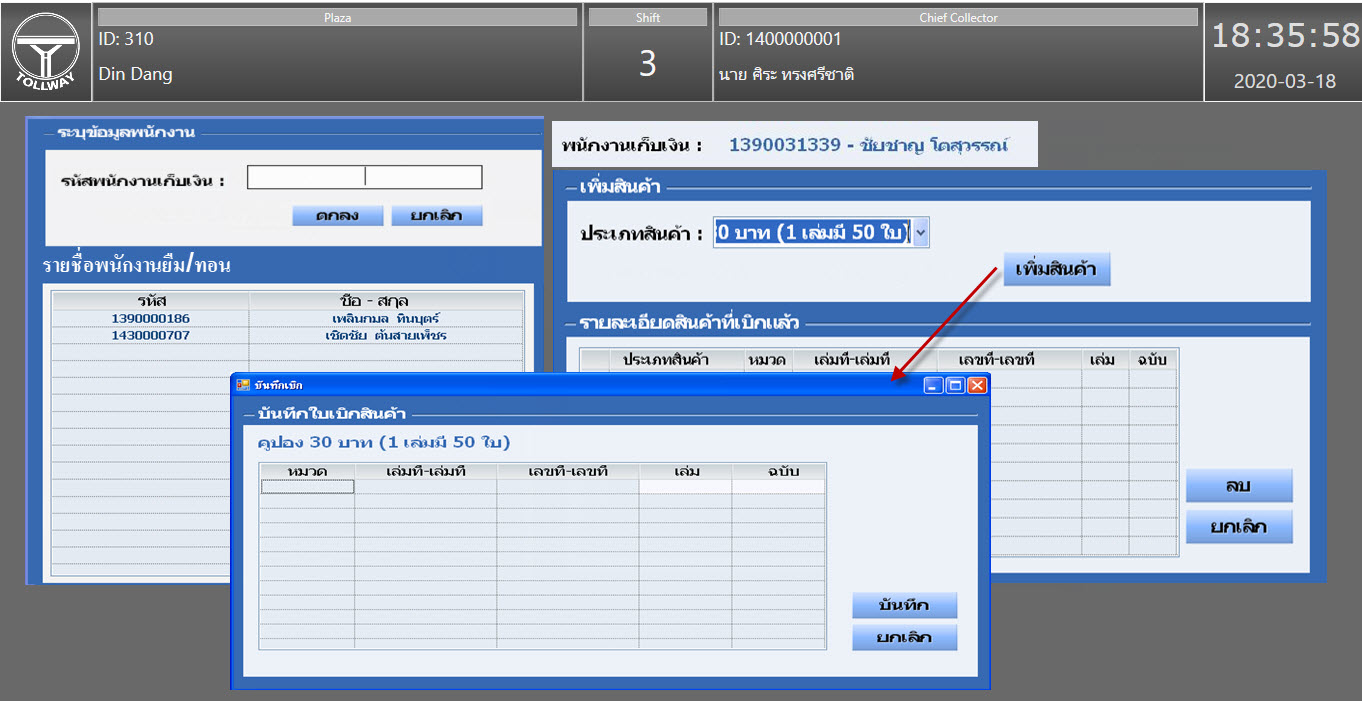 TOLLWAY
Plaza
ID: 310
Din Dang
Shift
3
Chief Collector
ID: 1400000001
นาย ศิระ ทรงศรีชาติ
18:35:58
2020-03-18
ระบุข้อมูลพนักงาน
รหัสพนักงานเก็บเงิน :
ตกลง ยกเลิก
รายชื่อพนักงานยืม/ทอน
รหัส ชื่อ - สกุล
1390000186 เพลินกมล หินบุตร์
1430000707 เชิดชัย ต้นสายเพ็ชร
พนักงานเก็บเงิน : 1390031339 - ชัยชาญ โตสุวรรณ์
เพิ่มสินค้า
ประเภทสินค้า : 30 บาท (1 เล่มมี 50 ใบ)
เพิ่มสินค้า
รายละเอียดสินค้าที่เบิกแล้ว
ประเภทสินค้า หมวด เล่มที่-เล่มที่ เลขที่-เลขที่ เล่ม ฉบับ
ลบ
ยกเลิก
บันทึกเบิก
บันทึกใบเบิกสินค้า
คูปอง 30 บาท (1 เล่มมี 50 ใบ)
หมวด เล่มที่-เล่มที่ เลขที่-เลขที่ เล่ม ฉบับ
บันทึก
ยกเลิก